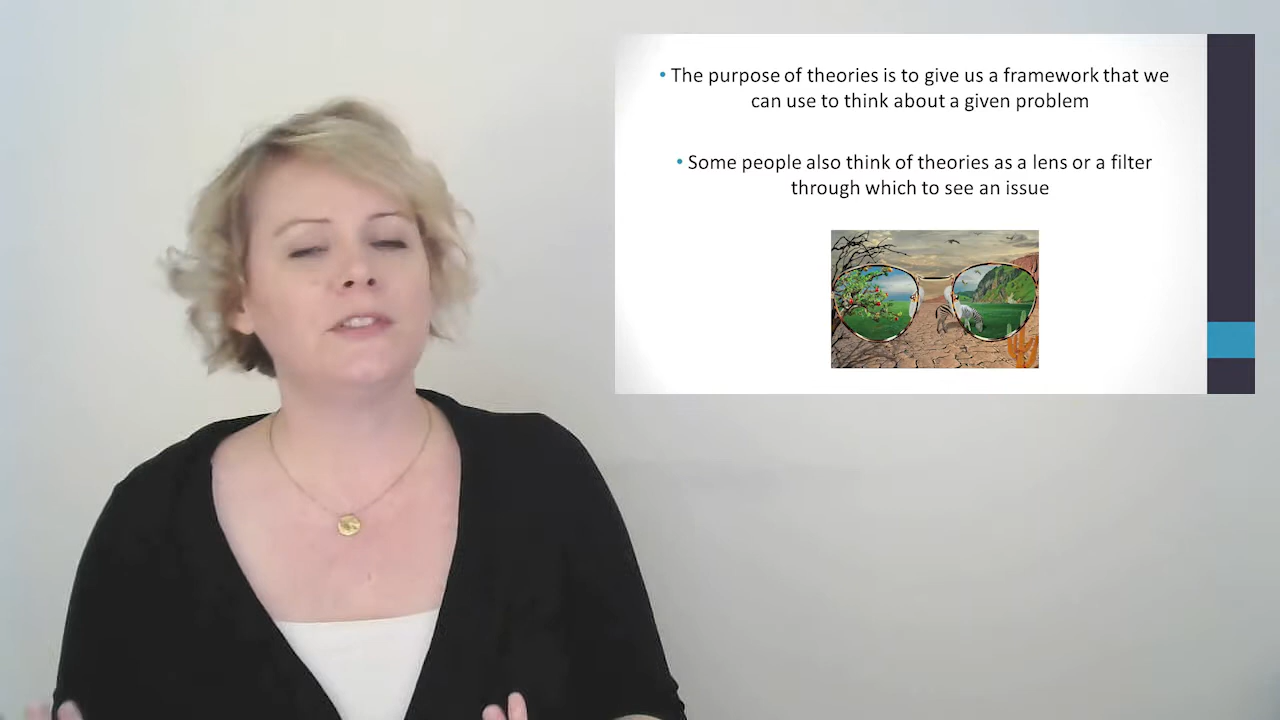 • The purpose of theories is to give us a framework that we
can use to think about a given problem
• Some people also think of theories as a lens or a filter
through which to see an issue